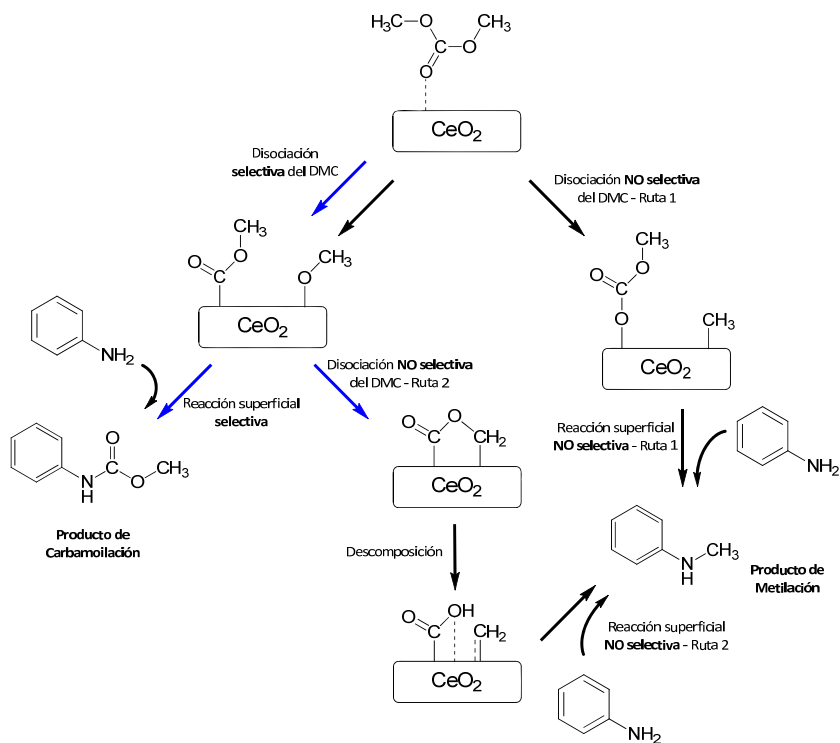 H₃C
O
CH₃
O
O
CeO₂
Disociación
selectiva del DMC
Disociación NO selectiva
del DMC - Ruta 1
CH₃
O
O
CH₃
O
CeO₂
CH₃
O
O
O
CH₃
CeO₂
NH₂
Disociación NO selectiva
del DMC - Ruta 2
Reacción superficial
selectiva
O
O
CH₂
CeO₂
Reacción superficial
NO selectiva - Ruta 1
NH₂
O
N
H
O
CH₃
Producto de
Carbamoilación
Descomposición
N
H
CH₃
Producto de
Metilación
O
OH
CH₂
CeO₂
Reacción superficial
NO selectiva - Ruta 2
NH₂